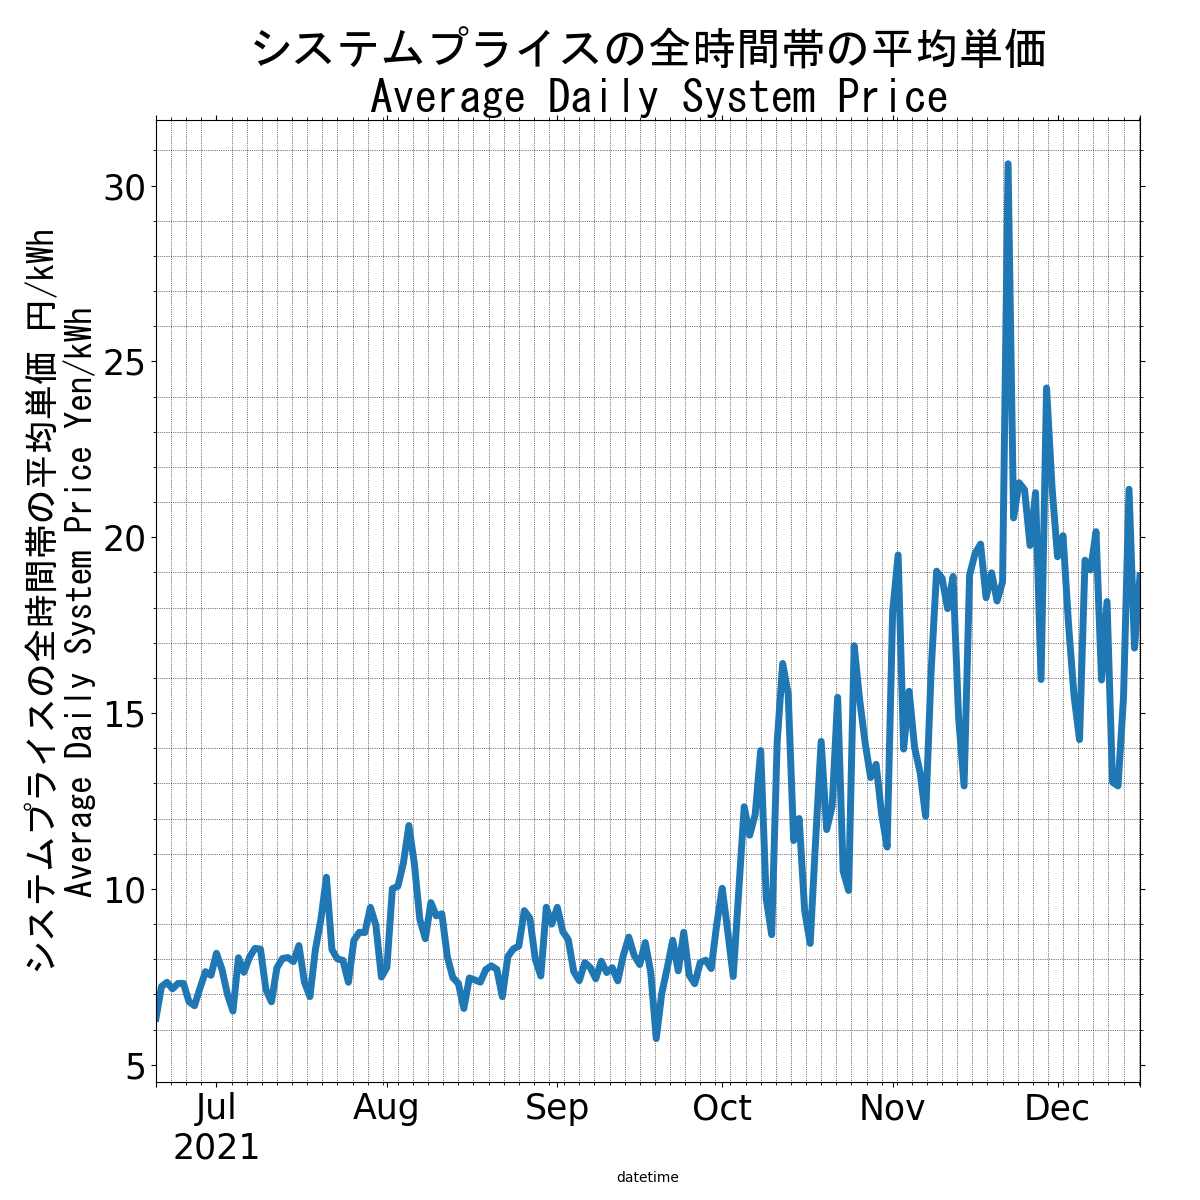 システムプライスの全時間帯の平均単価
Average Daily System Price
システムプライスの全時間帯の平均単価 円/kWh
Average Daily System Price Yen/kWh
30
25
20
15
10
5
Jul
2021
Aug
Sep
Oct
Nov
Dec
datetime